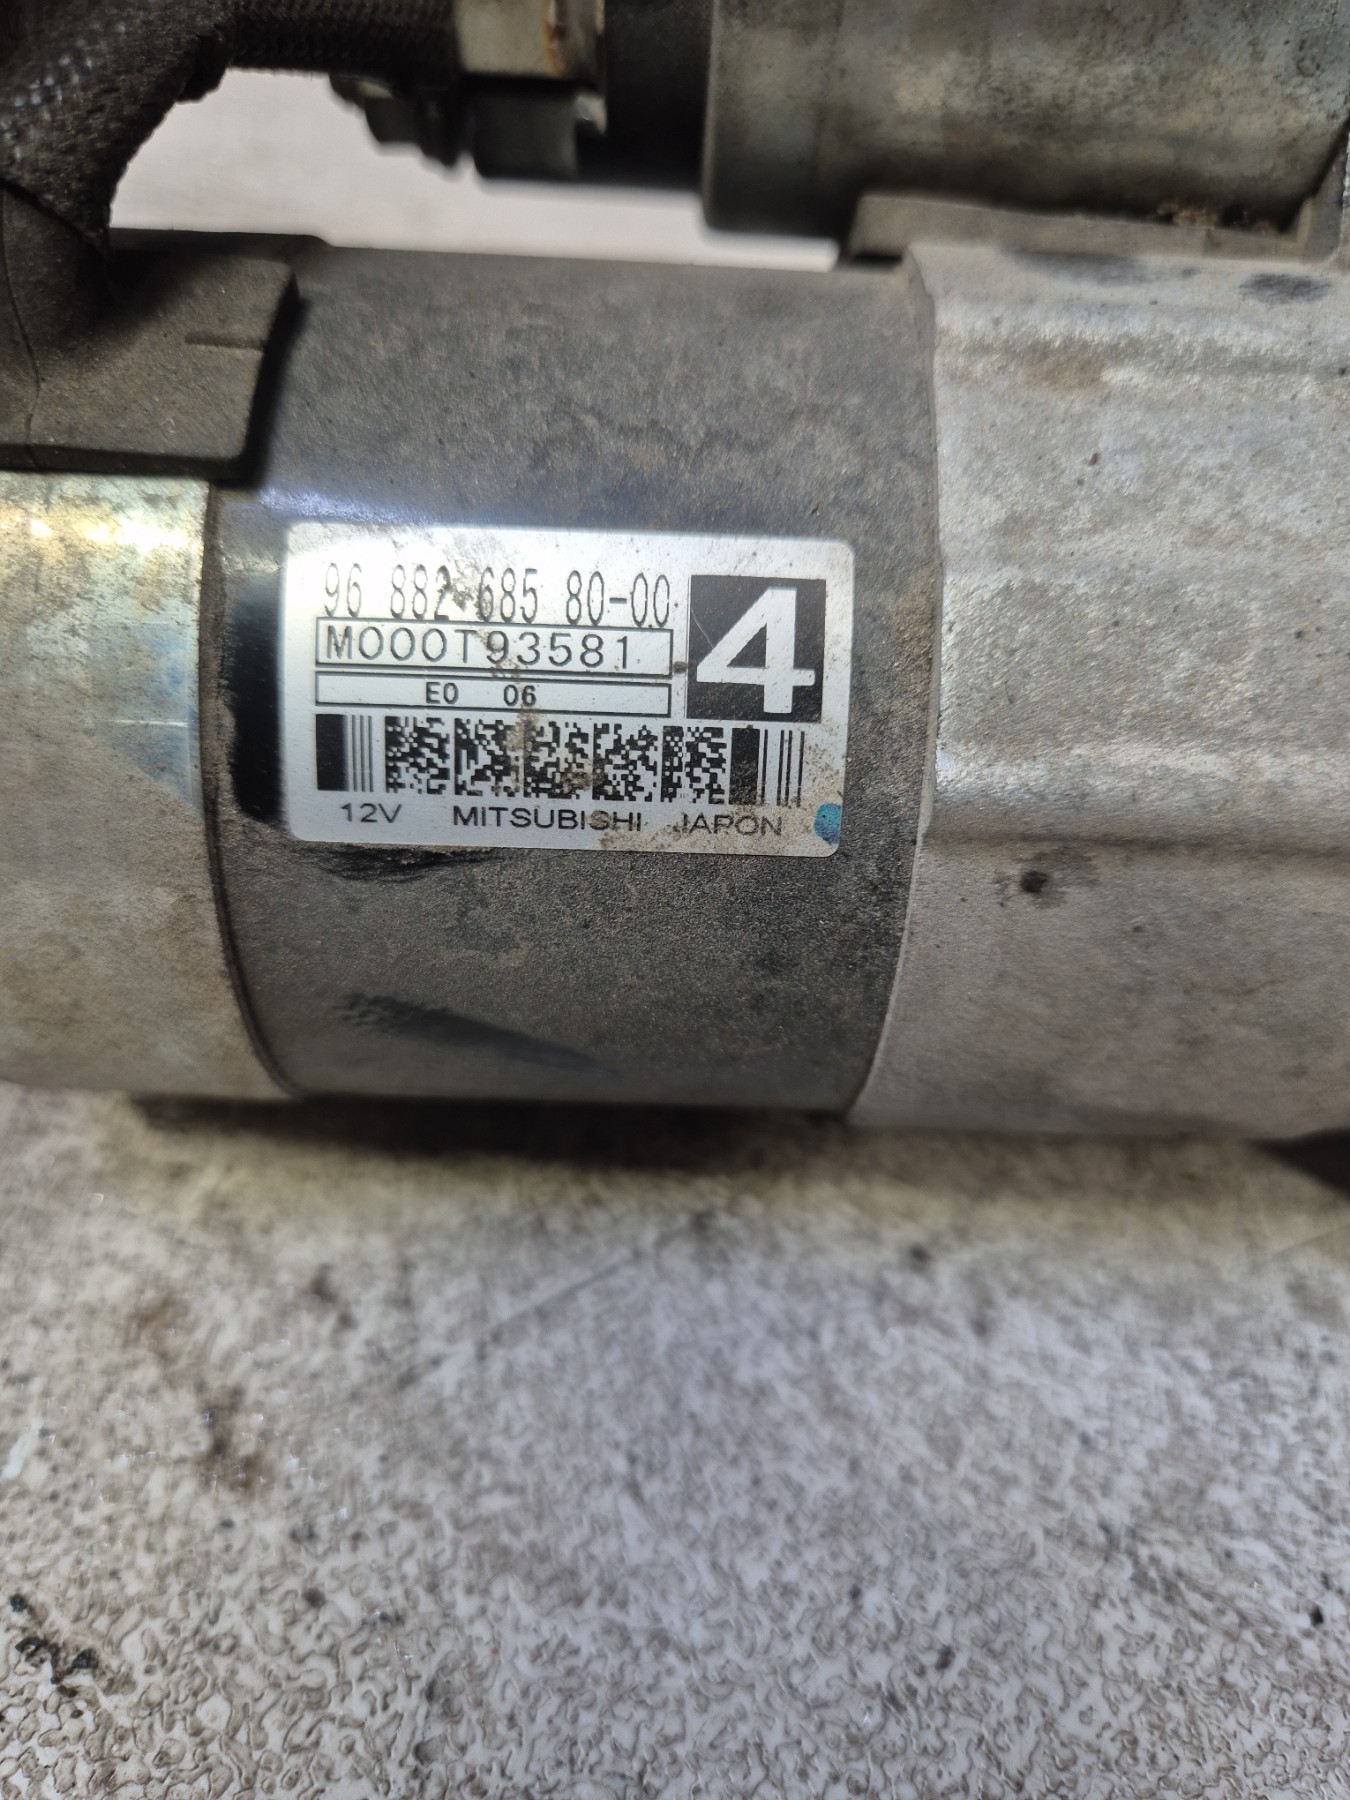 96 882 685 80-00
M000T93581
4
E0 06
12V MITSUBISHI JAPON